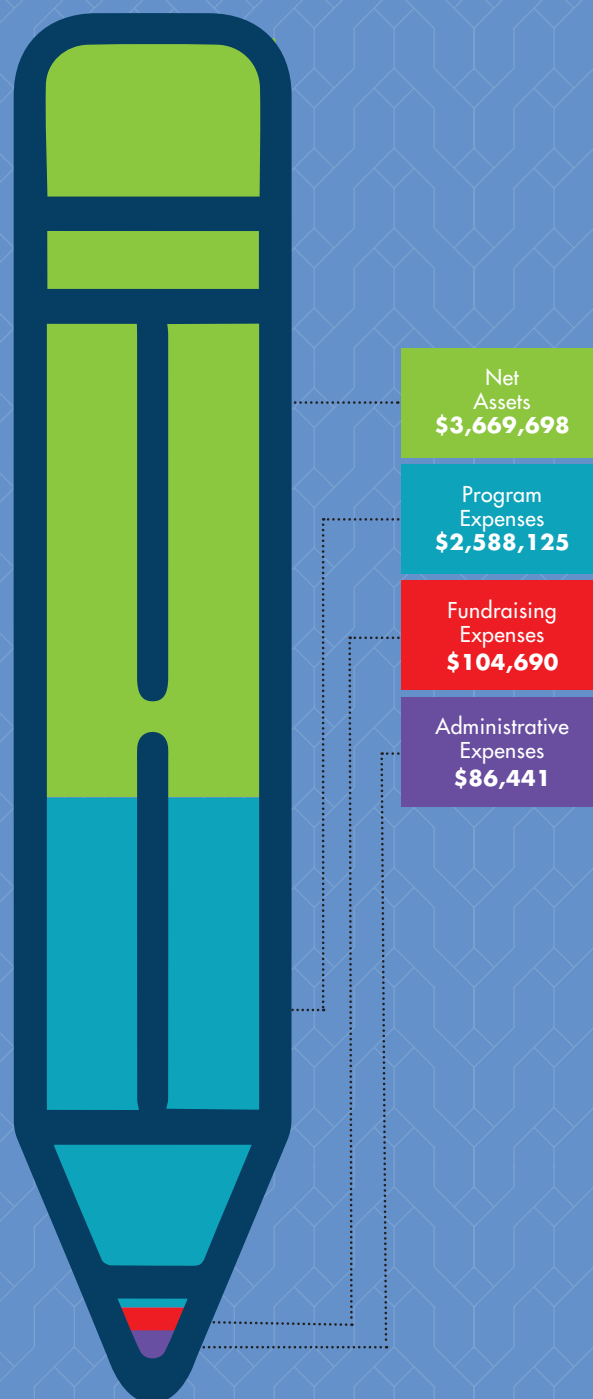 Net
Assets
$3,669,698
Program
Expenses
$2,588,125
Fundraising
Expenses
$104,690
Administrative
Expenses
$86,441